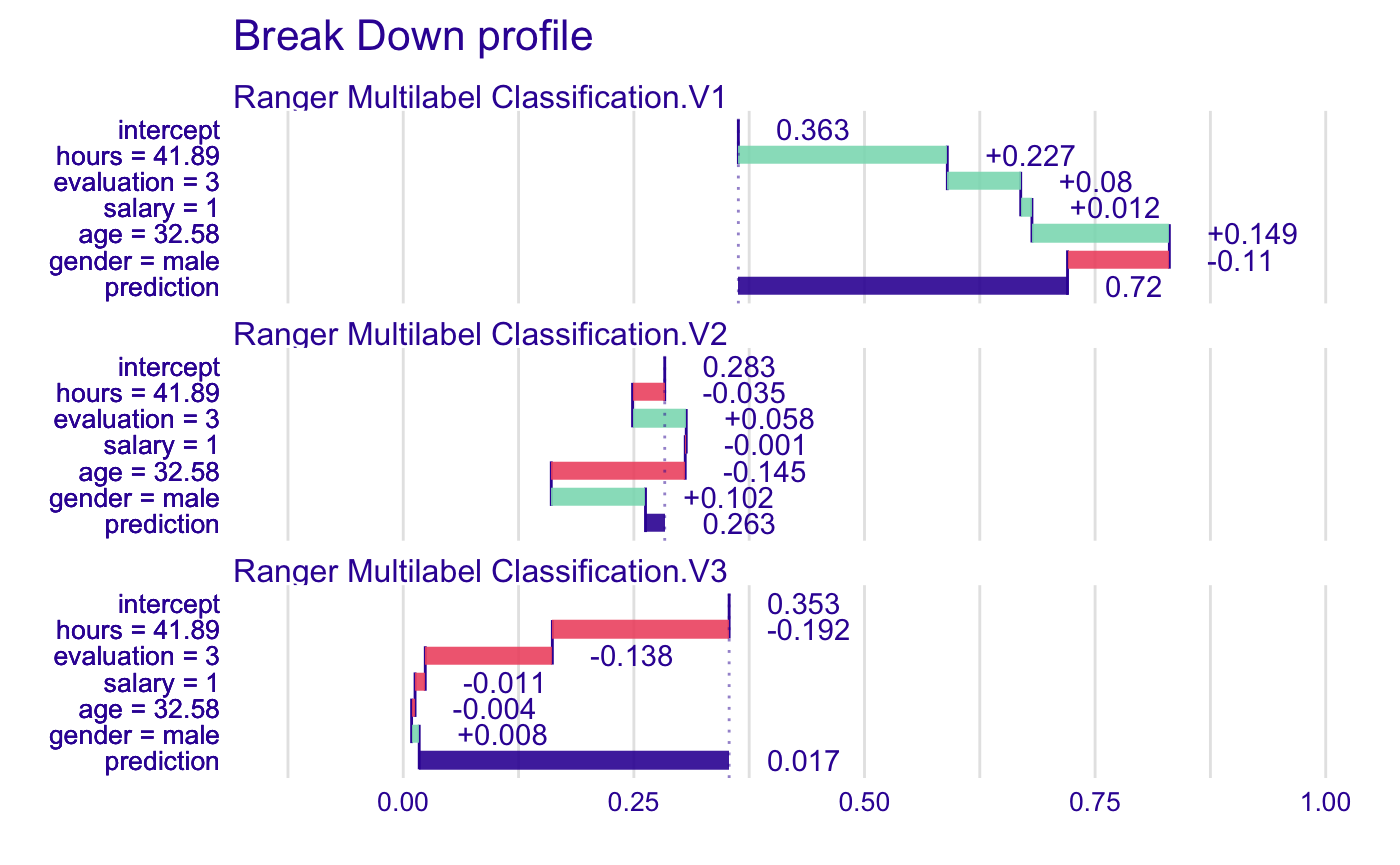 Break Down profile
Ranger Multilabel Classification.V1
intercept 0.363
hours = 41.89 +0.227
evaluation = 3 +0.08
salary = 1 +0.012
age = 32.58 +0.149
gender = male -0.11
prediction 0.72
Ranger Multilabel Classification.V2
intercept 0.283
hours = 41.89 -0.035
evaluation = 3 +0.058
salary = 1 -0.001
age = 32.58 -0.145
gender = male +0.102
prediction 0.263
Ranger Multilabel Classification.V3
intercept 0.353
hours = 41.89 -0.192
evaluation = 3 -0.138
salary = 1 -0.011
age = 32.58 -0.004
gender = male +0.008
prediction 0.017
0.00 0.25 0.50 0.75 1.00